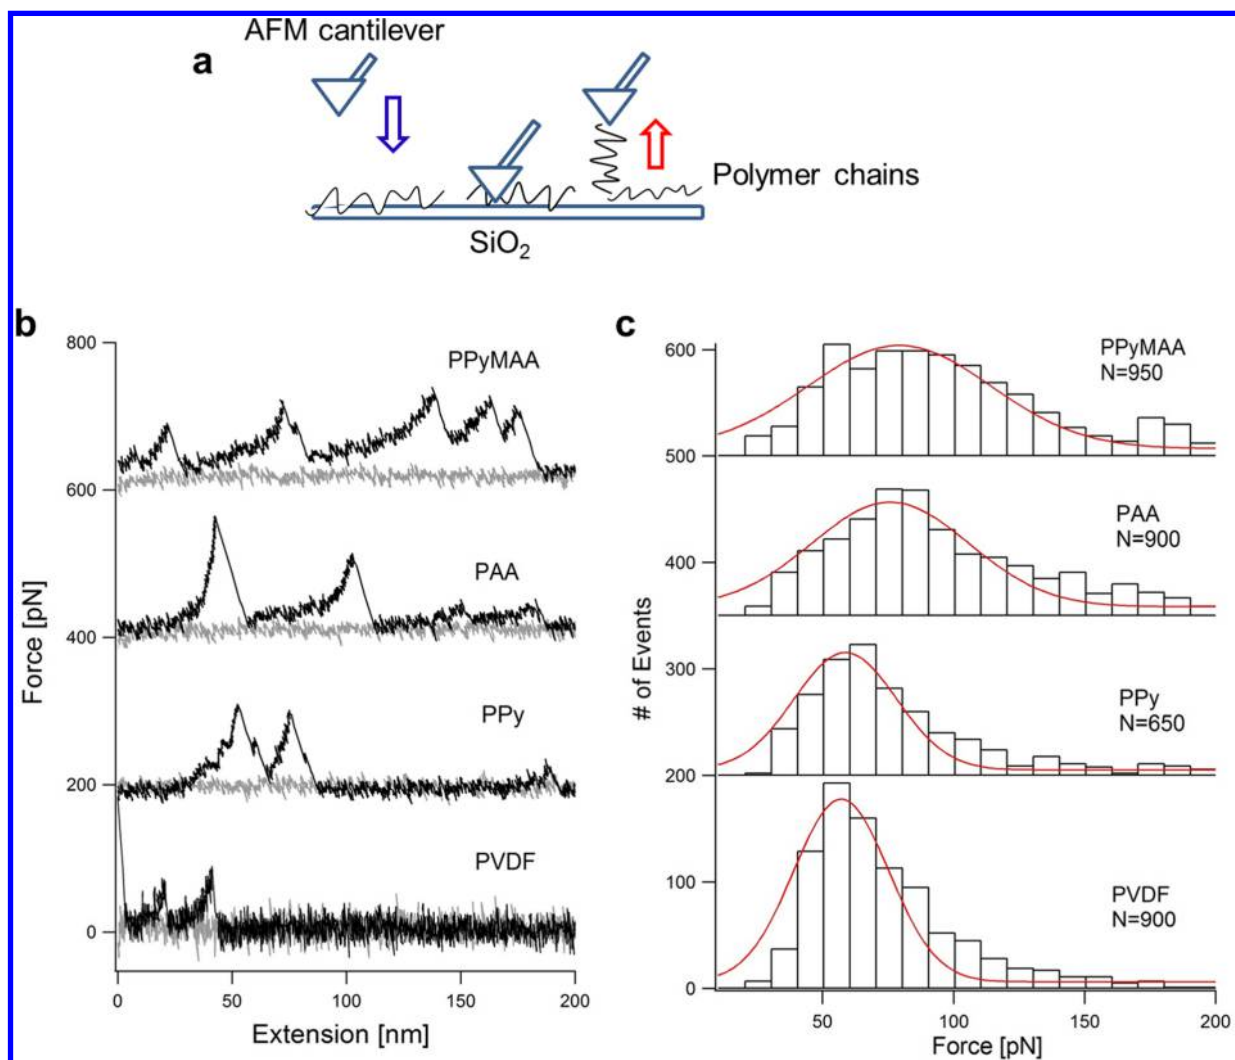 a
AFM cantilever
Polymer chains
SiO₂
b
800
600
400
200
0
Force [pN]
PPyMAA
PAA
PPy
PVDF
0
50
100
150
200
Extension [nm]
c
600
500
400
300
200
100
0
# of Events
PPyMAA
N=950
PAA
N=900
PPy
N=650
PVDF
N=900
50
100
150
200
Force [pN]